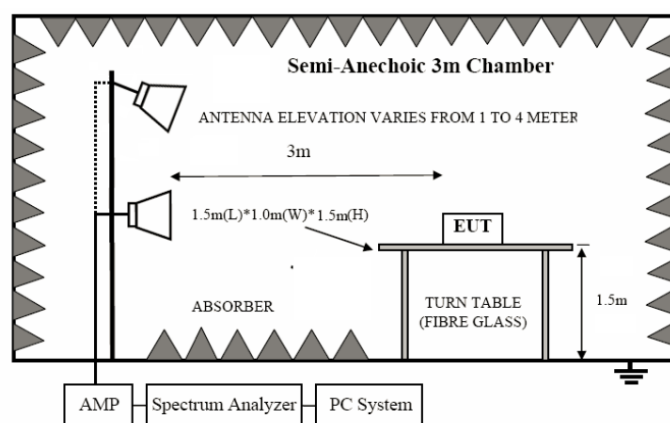 Semi-Anechoic 3m Chamber
ANTENNA ELEVATION VARIES FROM 1 TO 4 METER
3m
1.5m(L)*1.0m(W)*1.5m(H)
EUT
ABSORBER
TURN TABLE
(FIBRE GLASS)
1.5m
AMP
Spectrum Analyzer
PC System